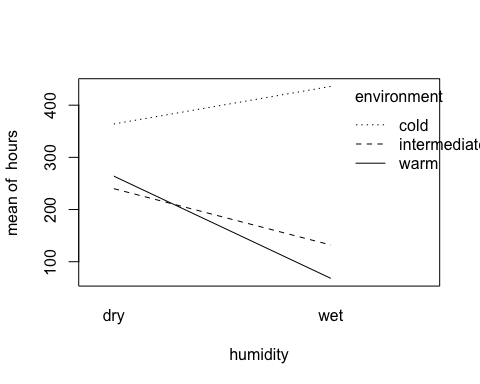 environment
cold
intermediate
warm
400
300
200
100
mean of hours
dry wet
humidity